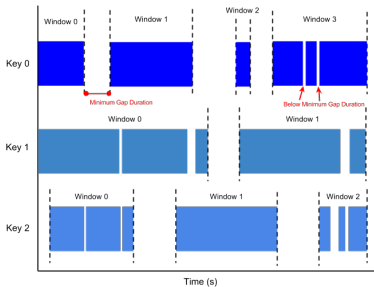 Window 2
Window 0
Window 1
Window 3
Key 0
Minimum Gap Duration
Below Minimum Gap Duration
Window 0
Window 1
Key 1
Window 0
Window 1
Window 2
Key 2
Time (s)